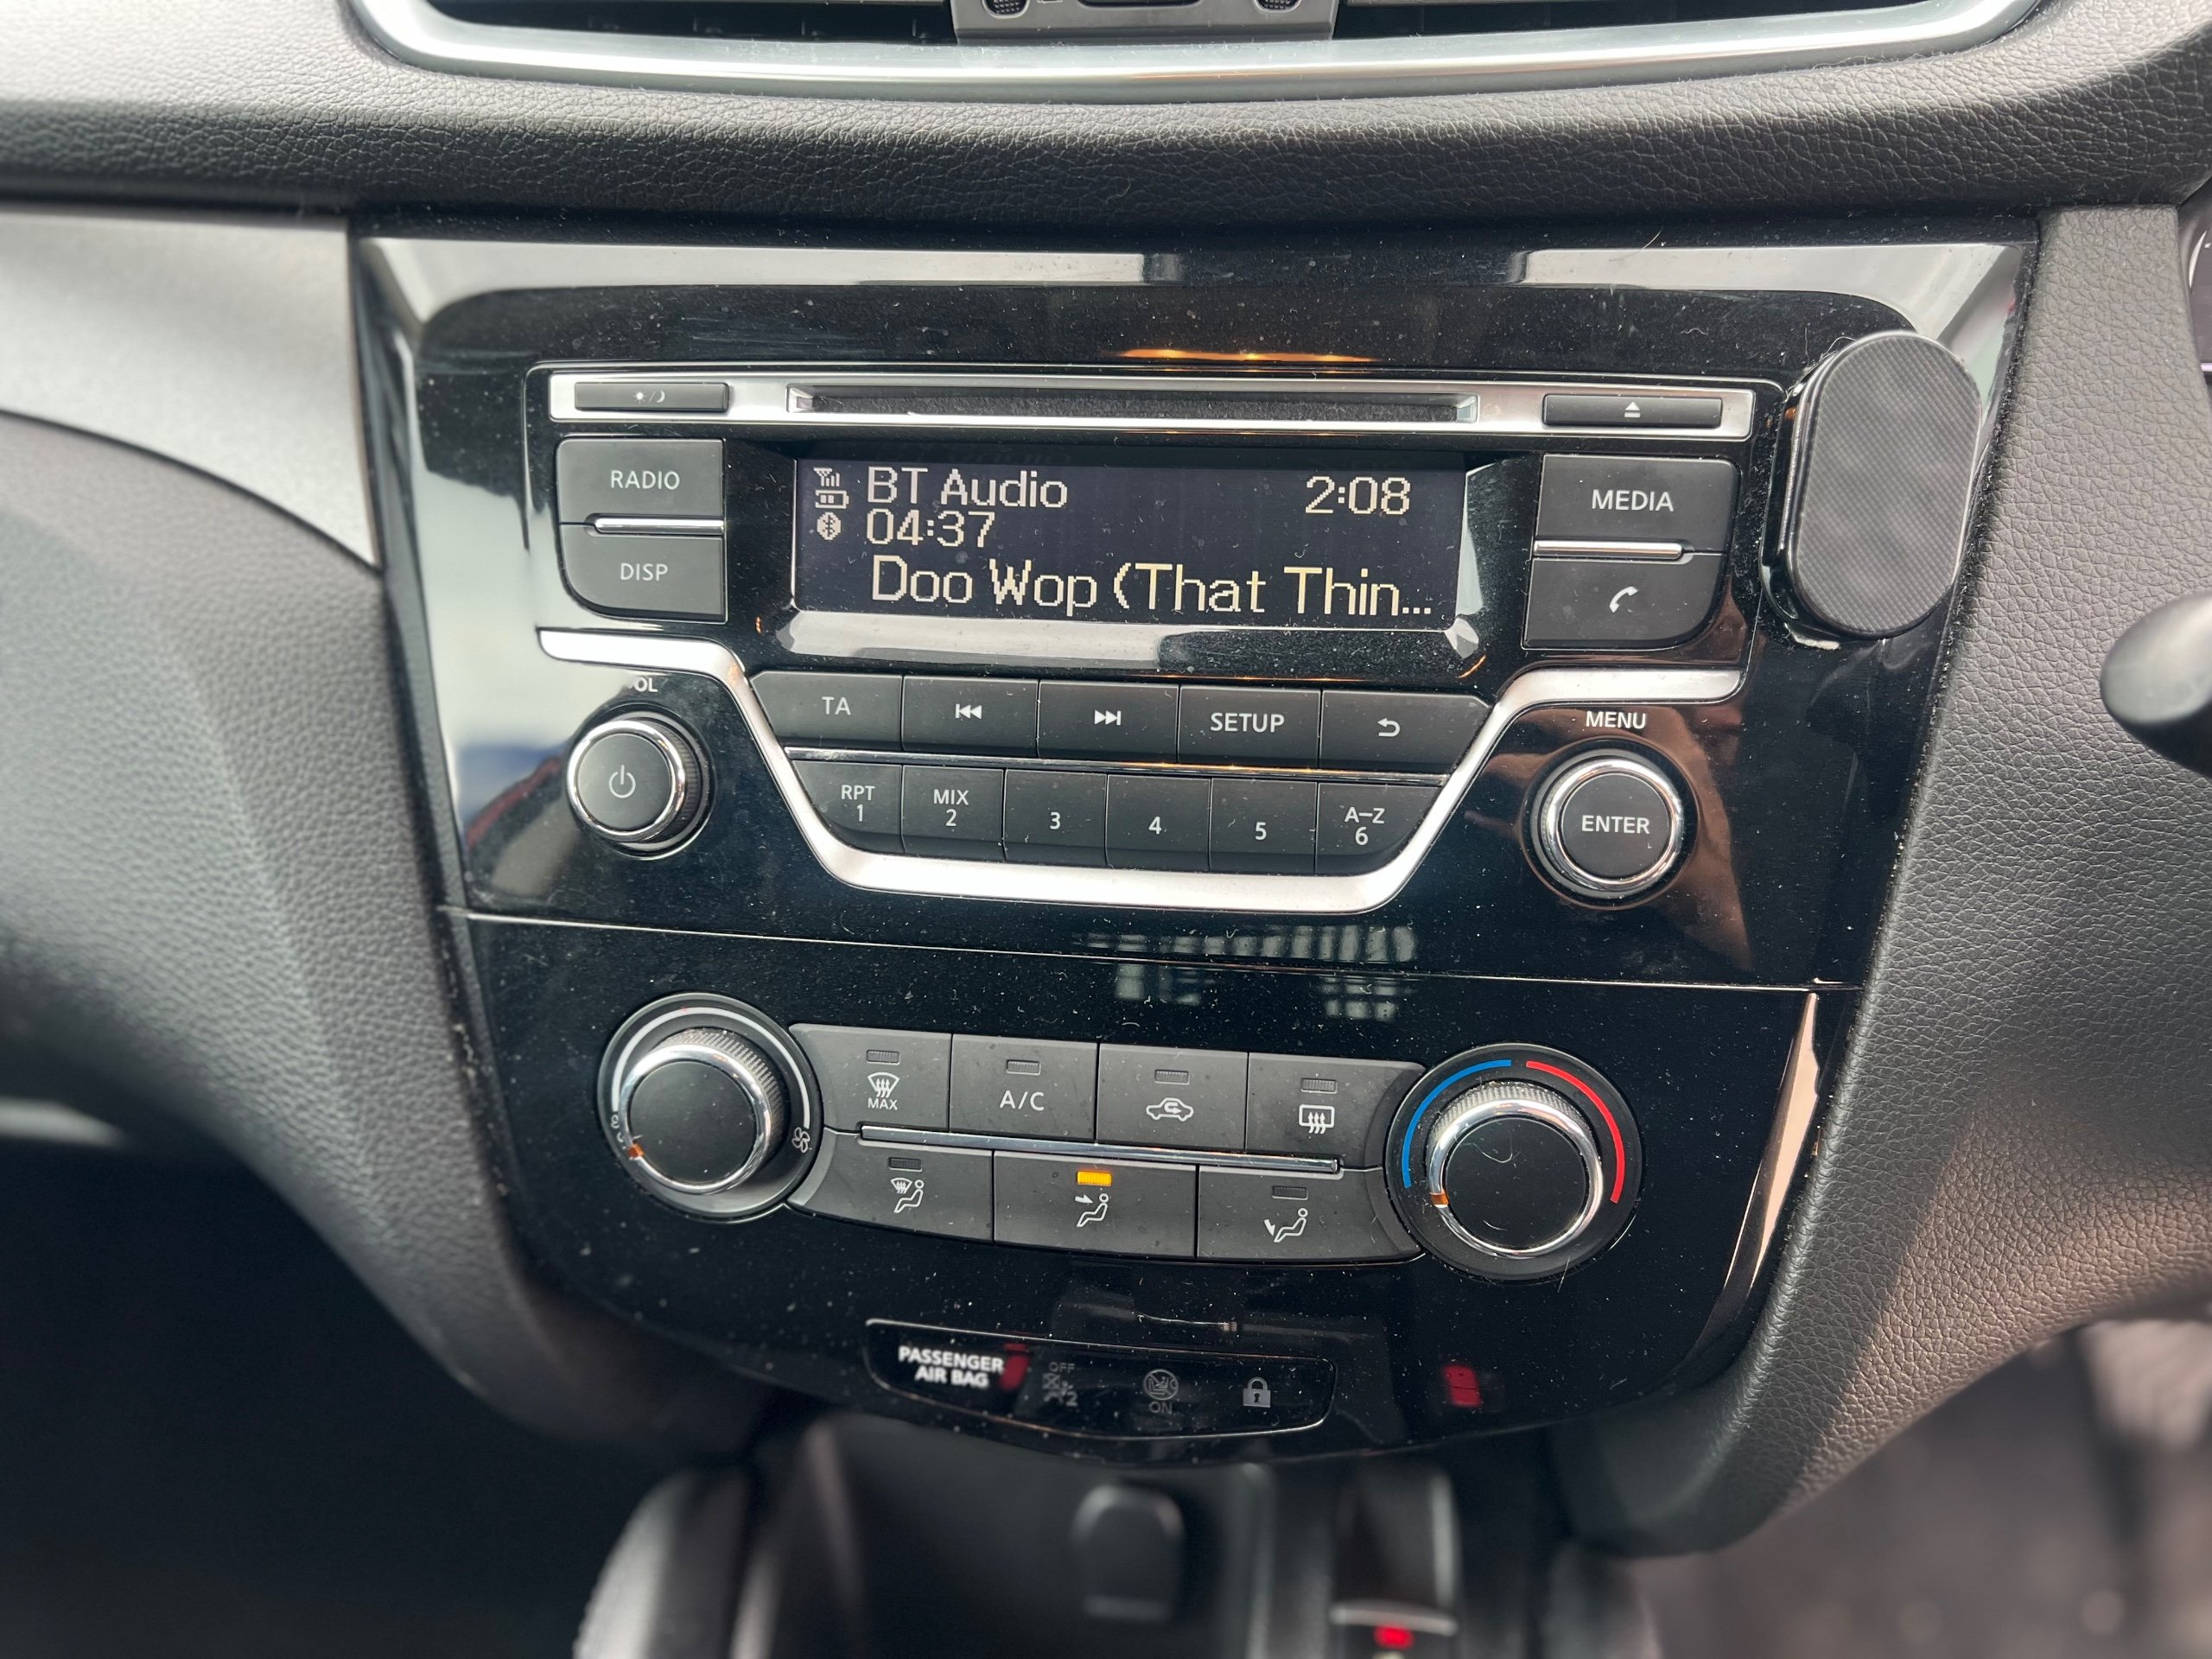 RADIO
DISP
BT Audio 2:08
04:37
Doo Wop (That Thin...
MEDIA
MENU
TA
SETUP
RPT
1
MIX
2
3
4
5
A-Z
6
ENTER
MAX
A/C
PASSENGER
AIR BAG
OFF
ON